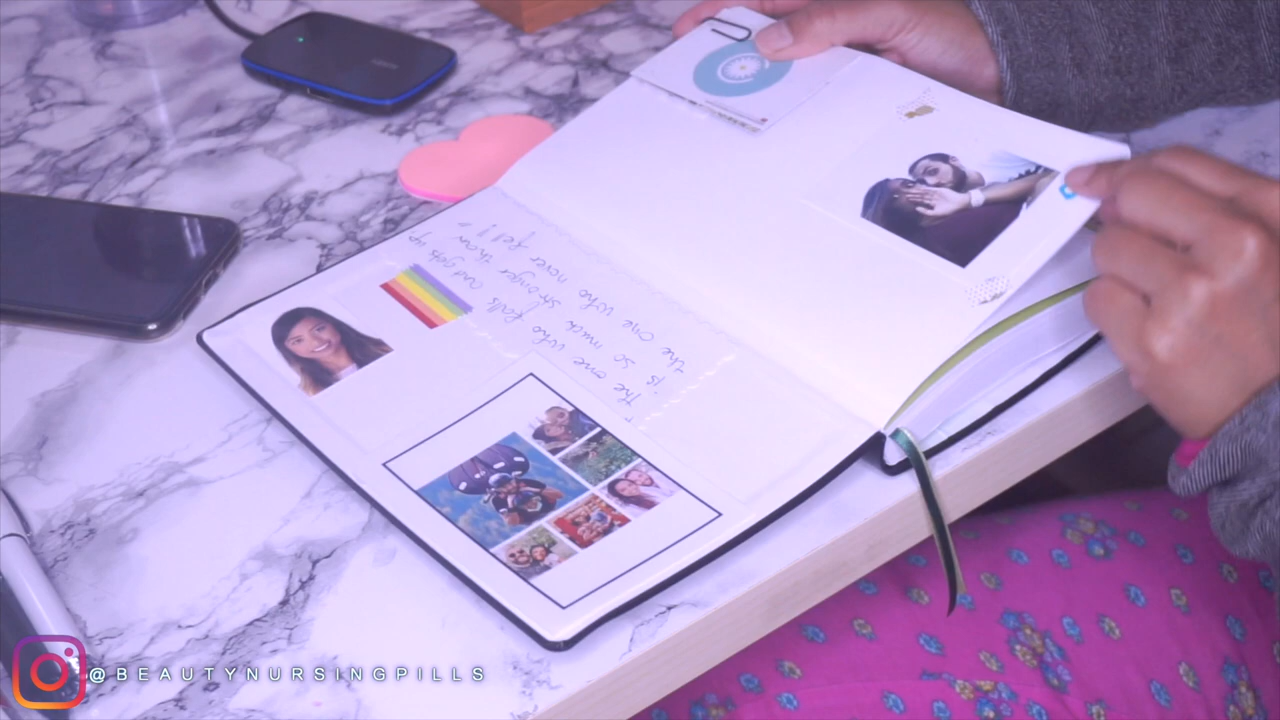 "The one who falls and gets up
is so much stronger than
the one who never fell!"
@BEAUTYNURSINGPILLS